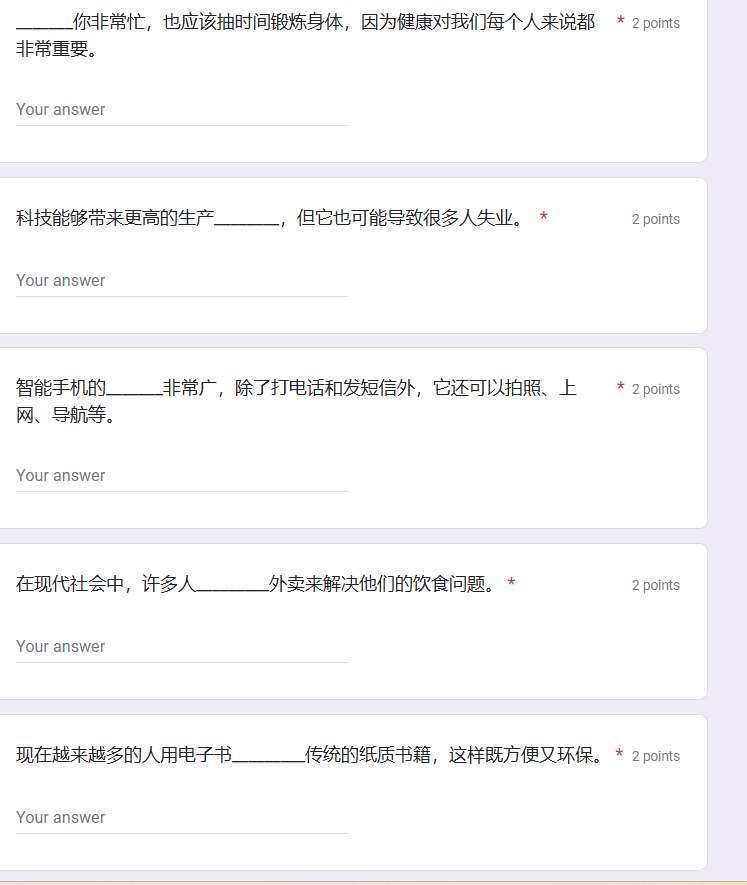 _______你非常忙，也应该抽时间锻炼身体，因为健康对我们每个人来说都 * 2 points
非常重要。
Your answer
科技能够带来更高的生产________，但它也可能导致很多人失业。 * 2 points
Your answer
智能手机的_______非常广，除了打电话和发短信外，它还可以拍照、上 * 2 points
网、导航等。
Your answer
在现代社会中，许多人_________外卖来解决他们的饮食问题。 * 2 points
Your answer
现在越来越多的人用电子书_________传统的纸质书籍，这样既方便又环保。 * 2 points
Your answer